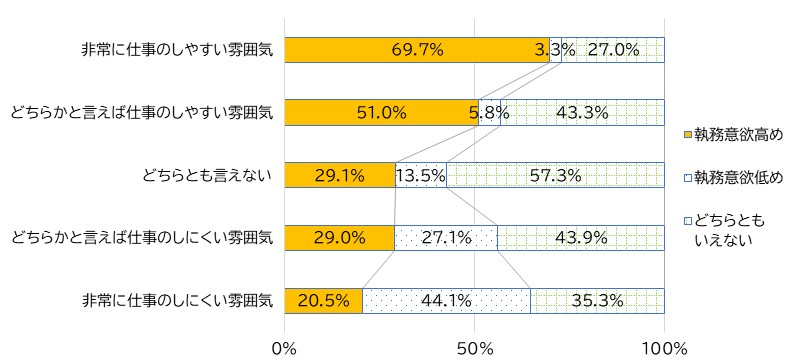 非常に仕事のしやすい雰囲気 69.7% 3.3% 27.0%
どちらかと言えば仕事のしやすい雰囲気 51.0% 5.8% 43.3%
どちらとも言えない 29.1% 13.5% 57.3%
どちらかと言えば仕事のしにくい雰囲気 29.0% 27.1% 43.9%
非常に仕事のしにくい雰囲気 20.5% 44.1% 35.3%
0% 50% 100%
執務意欲高め
執務意欲低め
どちらとも
いえない